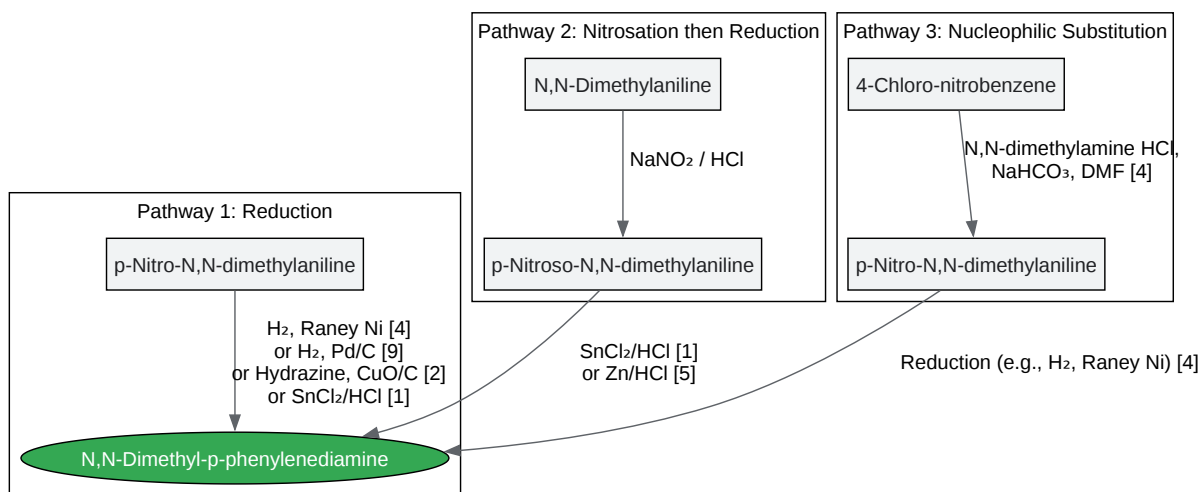 Pathway 2: Nitrosation then Reduction
N,N-Dimethylaniline
NaNO₂ / HCl
p-Nitroso-N,N-dimethylaniline
Pathway 3: Nucleophilic Substitution
4-Chloro-nitrobenzene
N,N-dimethylamine HCl,
NaHCO₃, DMF [4]
p-Nitro-N,N-dimethylaniline
Pathway 1: Reduction
p-Nitro-N,N-dimethylaniline
H₂, Raney Ni [4]
or H₂, Pd/C [9]
or Hydrazine, CuO/C [2]
or SnCl₂/HCl [1]
SnCl₂/HCl [1]
or Zn/HCl [5]
Reduction (e.g., H₂, Raney Ni) [4]
N,N-Dimethyl-p-phenylenediamine